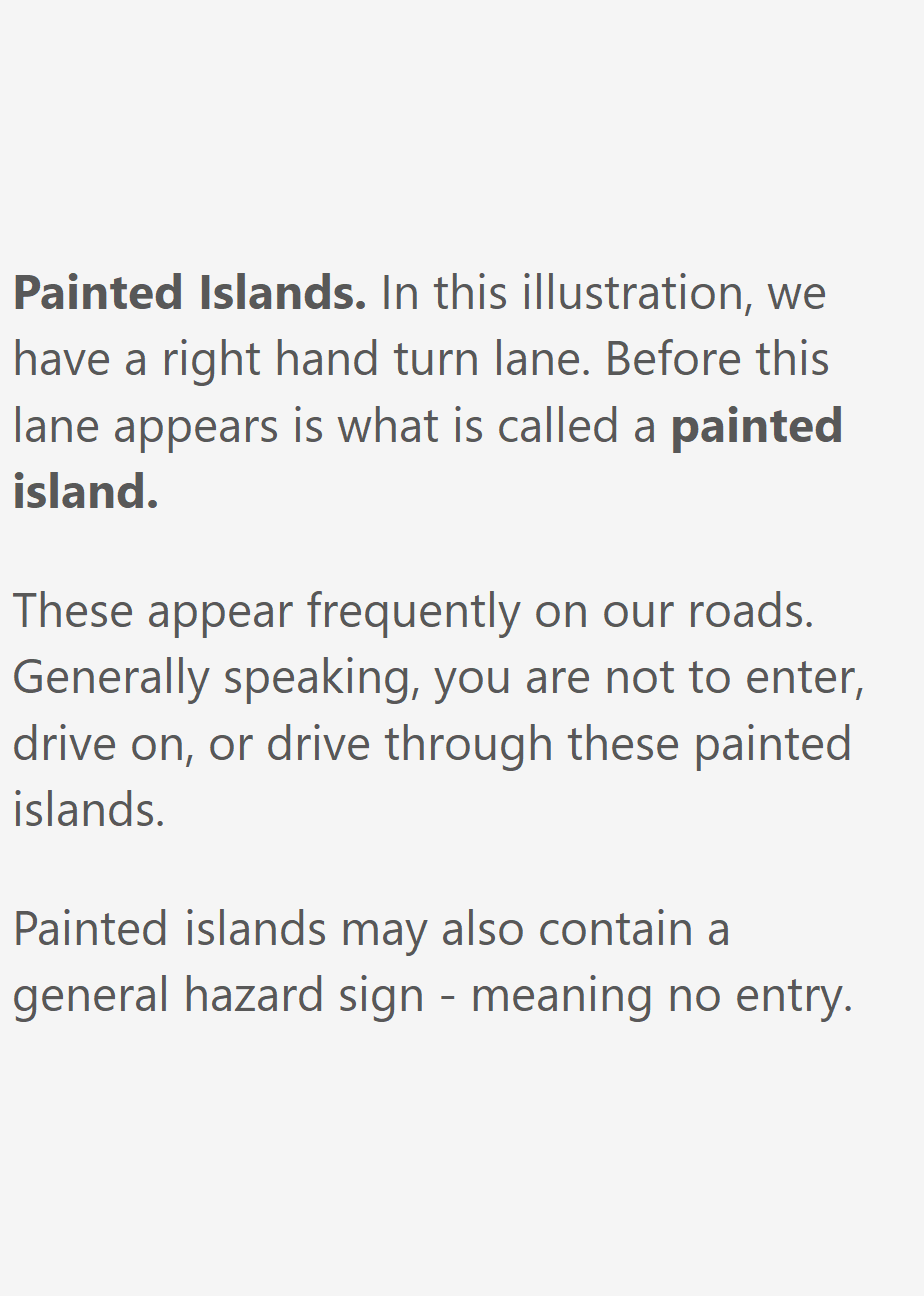 Painted Islands. In this illustration, we
have a right hand turn lane. Before this
lane appears is what is called a painted
island.
These appear frequently on our roads.
Generally speaking, you are not to enter,
drive on, or drive through these painted
islands.
Painted islands may also contain a
general hazard sign - meaning no entry.